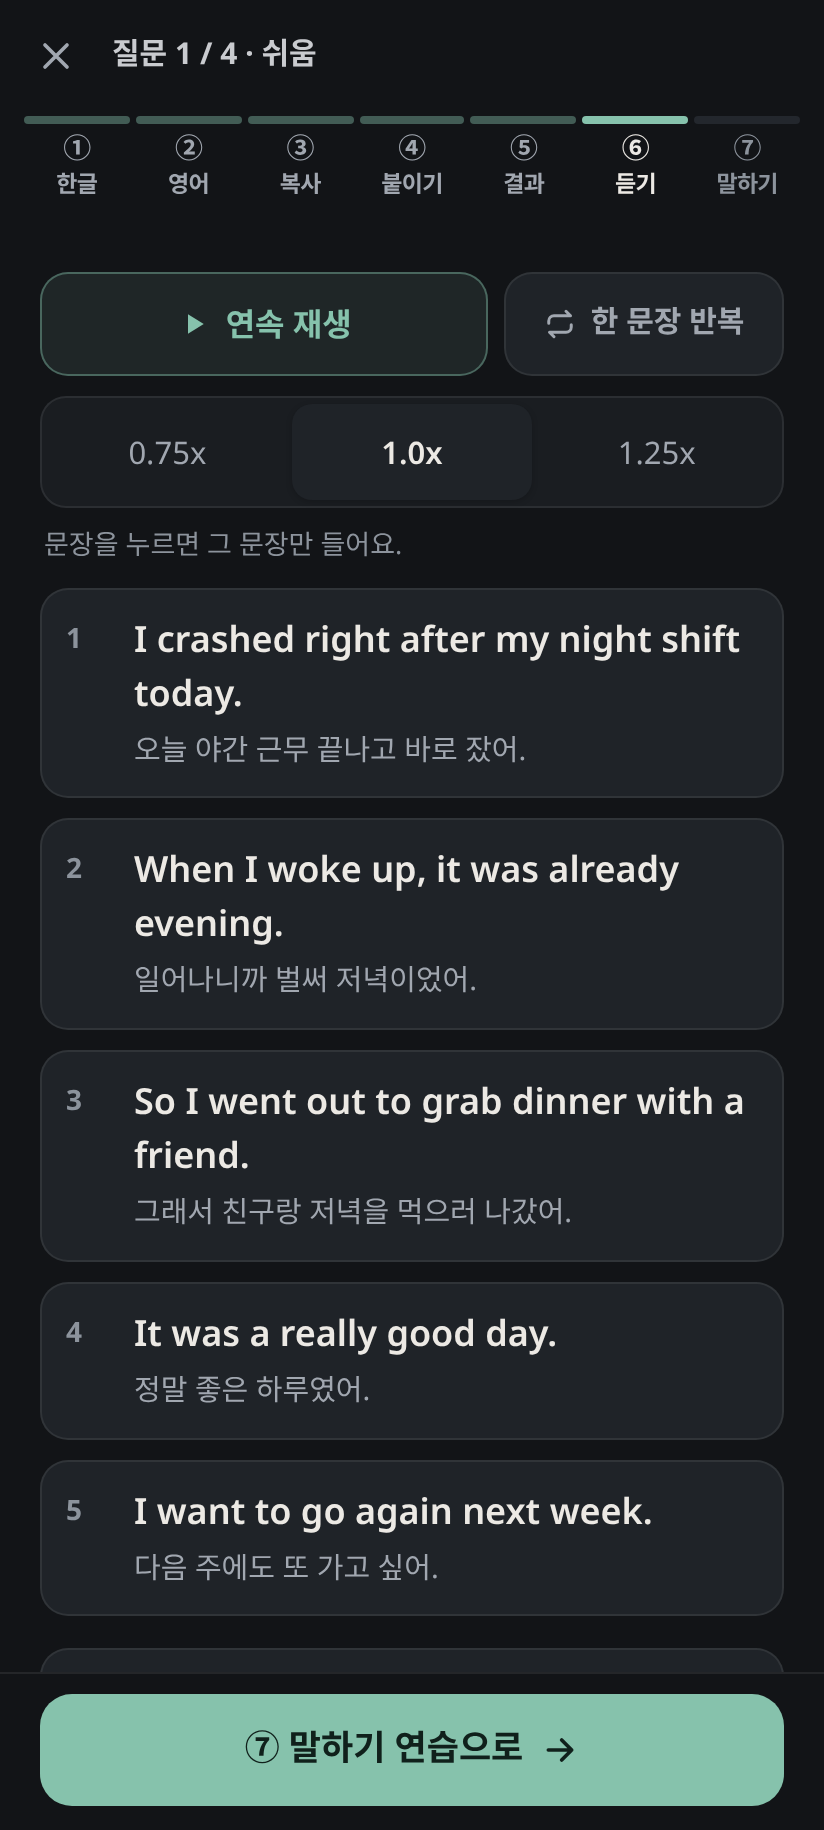 질문 1 / 4 · 쉬움
① ② ③ ④ ⑤ ⑥ ⑦
한글 영어 복사 붙이기 결과 듣기 말하기
연속 재생 한 문장 반복
0.75x 1.0x 1.25x
문장을 누르면 그 문장만 들어요.
1 I crashed right after my night shift
today.
오늘 야간 근무 끝나고 바로 잤어.
2 When I woke up, it was already
evening.
일어나니까 벌써 저녁이었어.
3 So I went out to grab dinner with a
friend.
그래서 친구랑 저녁을 먹으러 나갔어.
4 It was a really good day.
정말 좋은 하루였어.
5 I want to go again next week.
다음 주에도 또 가고 싶어.
⑦ 말하기 연습으로 →